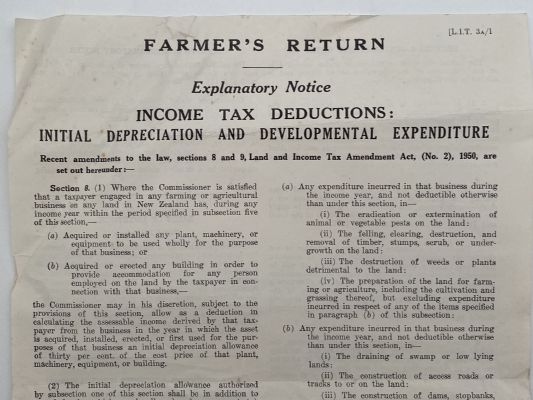 [L.I.T. 3A/1
FARMER'S RETURN
Explanatory Notice
INCOME TAX DEDUCTIONS:
INITIAL DEPRECIATION AND DEVELOPMENTAL EXPENDITURE
Recent amendments to the law, sections 8 and 9, Land and Income Tax Amendment Act, (No. 2), 1950, are
set out hereunder:—
Section 8. (1) Where the Commissioner is satisfied
that a taxpayer engaged in any farming or agricultural
business on any land in New Zealand has, during any
income year within the period specified in subsection five
of this section,—
(a) Acquired or installed any plant, machinery, or
equipment to be used wholly for the purpose
of that business; or
(b) Acquired or erected any building in order to
provide accommodation for any person
employed on the land by the taxpayer in con-
nection with that business,—
the Commissioner may in his discretion, subject to the
provisions of this section, allow as a deduction in
calculating the assessable income derived by that tax-
payer from the business in the year in which the asset
is acquired, installed, erected, or first used for the pur-
poses of that business an initial depreciation allowance
of thirty per cent. of the cost price of that plant,
machinery, equipment, or building.
(2) The initial depreciation allowance authorized
by subsection one of this section shall be in addition to
(a) Any expenditure incurred in that business during
the income year, and not deductible otherwise
than under this section, in—
(i) The eradication or extermination of
animal or vegetable pests on the land:
(ii) The felling, clearing, destruction, and
removal of timber, stumps, scrub, or under-
growth on the land:
(iii) The destruction of weeds or plants
detrimental to the land:
(iv) The preparation of the land for farm-
ing or agriculture, including the cultivation and
grassing thereof, but excluding expenditure
incurred in respect of any of the items specified
in paragraph (b) of this subsection:
(b) Any expenditure incurred in that business during
the income year, and not deductible otherwise
than under this section, in—
(i) The draining of swamp or low lying
lands:
(ii) The construction of access roads or
tracks to or on the land:
(iii) The construction of dams, stopbanks,